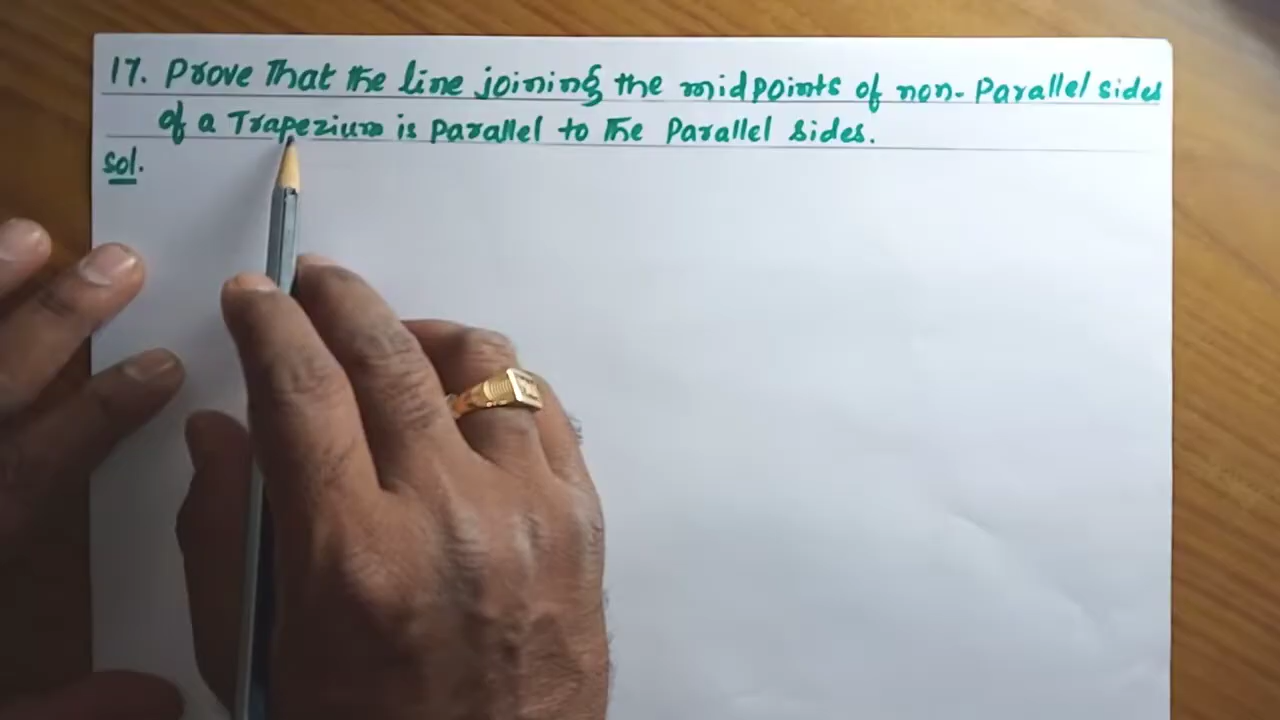 17. Prove That the line joining the midpoints of non-Parallel sides
of a Trapezium is parallel to the Parallel sides.
Sol.